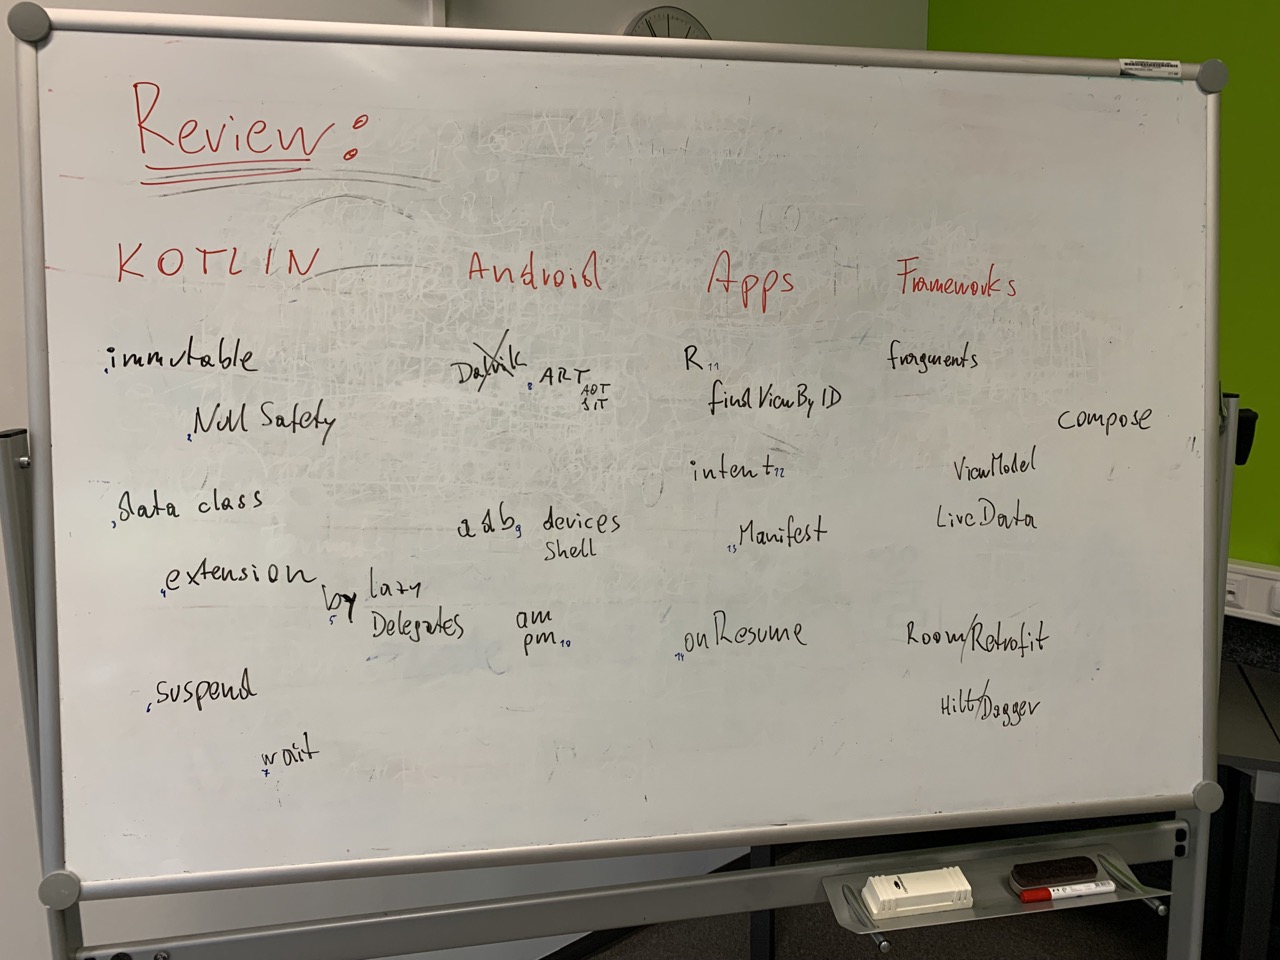 Review:
KOTLIN
1 immutable
2 Null Safety
3 data class
4 extension
5 by lazy
Delegates
6 suspend
7 wait
Android
Dalvik 8 ART
AOT
JIT
adb 9 devices
shell
am
pm 10
Apps
R 11
findViewByID
intent 12
13 Manifest
14 onResume
Frameworks
fragments
compose
ViewModel
LiveData
Room/Retrofit
Hilt/Dagger